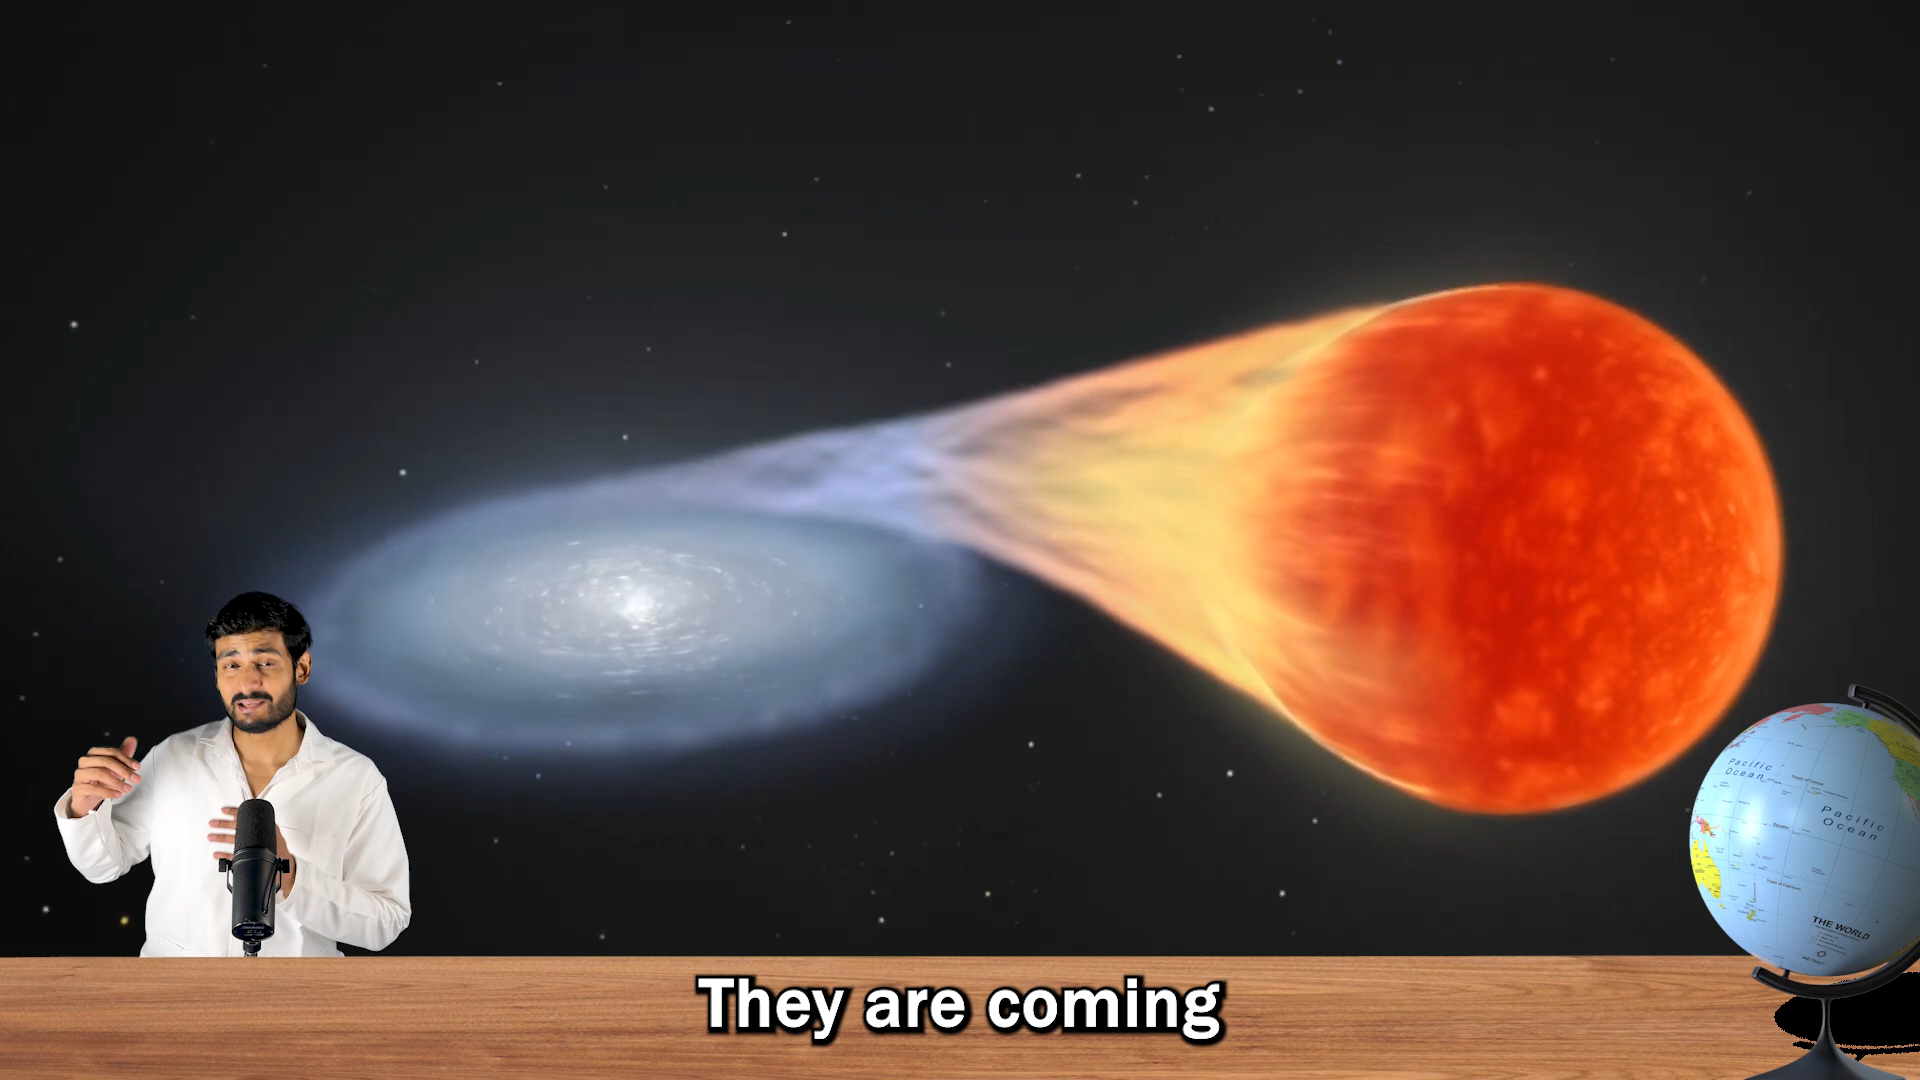 Pacific
Ocean
Pacific
Ocean
THE WORLD
They are coming